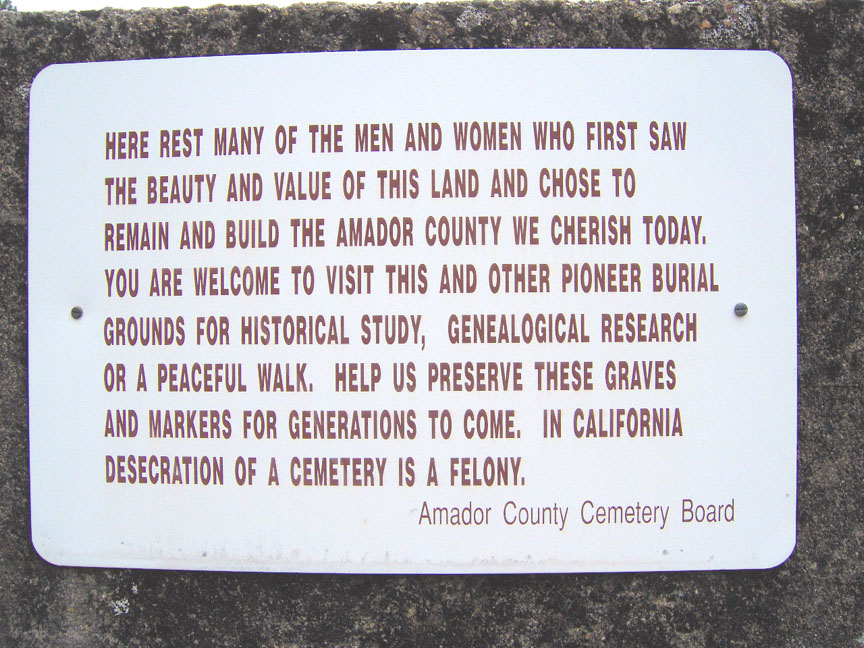 HERE REST MANY OF THE MEN AND WOMEN WHO FIRST SAW
THE BEAUTY AND VALUE OF THIS LAND AND CHOSE TO
REMAIN AND BUILD THE AMADOR COUNTY WE CHERISH TODAY.
YOU ARE WELCOME TO VISIT THIS AND OTHER PIONEER BURIAL
GROUNDS FOR HISTORICAL STUDY, GENEALOGICAL RESEARCH
OR A PEACEFUL WALK. HELP US PRESERVE THESE GRAVES
AND MARKERS FOR GENERATIONS TO COME. IN CALIFORNIA
DESECRATION OF A CEMETERY IS A FELONY.
Amador County Cemetery Board